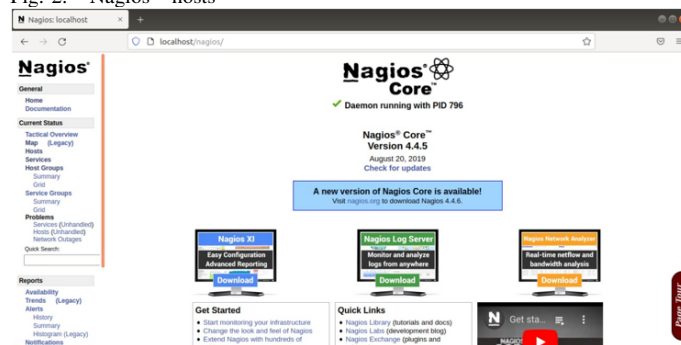 Fig. 2. Nagios hosts
Nagios: localhost
localhost/nagios/
Nagios®
General
Home
Documentation
Current Status
Tactical Overview
Map (Legacy)
Hosts
Services
Host Groups
Summary
Grid
Service Groups
Summary
Grid
Problems
Services (Unhandled)
Hosts (Unhandled)
Network Outages
Quick Search:
Reports
Availability
Trends (Legacy)
Alerts
History
Summary
Histogram (Legacy)
Notifications
Nagios®
Core™
Daemon running with PID 796
Nagios® Core™
Version 4.4.5
August 20, 2019
Check for updates
A new version of Nagios Core is available!
Visit nagios.org to download Nagios 4.4.6.
Nagios XI
Easy Configuration
Advanced Reporting
Download
Nagios Log Server
Monitor and analyze
logs from anywhere
Download
Nagios Network Analyzer
Real-time netflow and
bandwidth analysis
Download
Get Started
Start monitoring your infrastructure
Change the look and feel of Nagios
Extend Nagios with hundreds of
Quick Links
Nagios Library (tutorials and docs)
Nagios Labs (development blog)
Nagios Exchange (plugins and
N Get sta...
NAGIOS
Page Tour